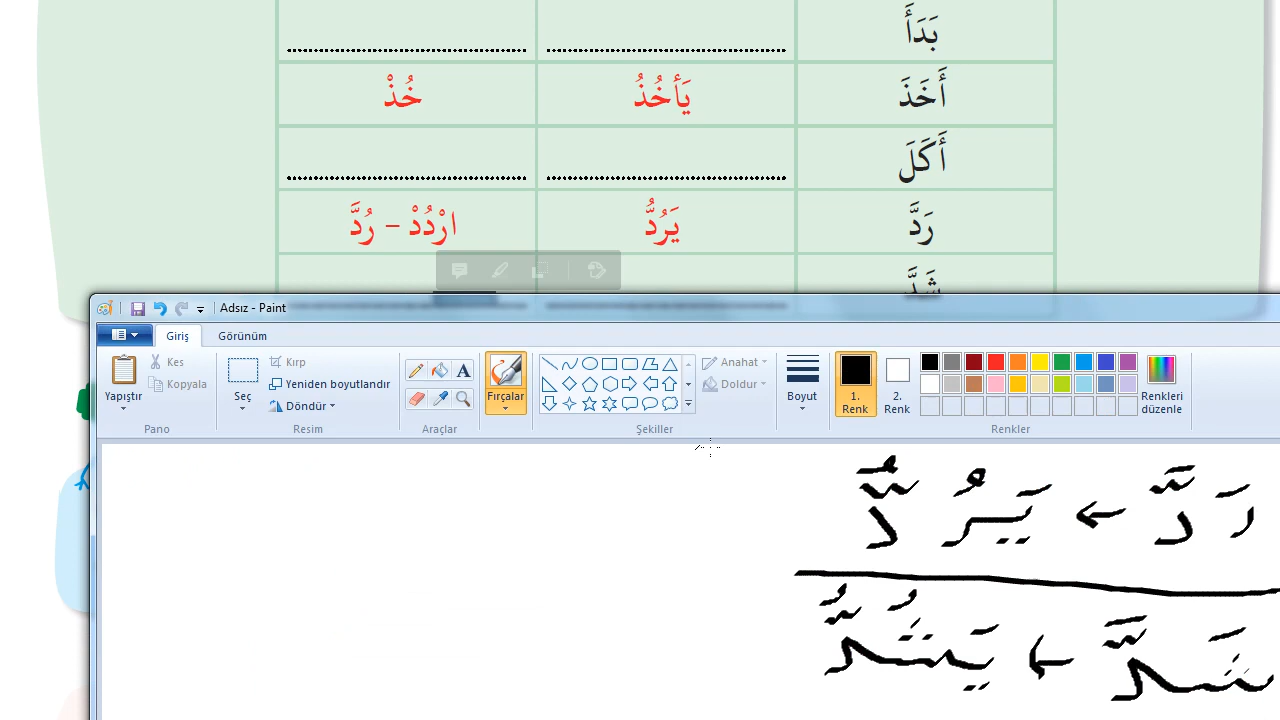 بَدَأَ
أَخَذَ يَأخُذُ خُذْ
أَكَلَ
رَدَّ يَرُدُّ ارْدُدْ – رُدَّ
شَدَّ
Adsız - Paint
Giriş Görünüm
Yapıştır Kes Kopyala
Pano
Seç Kırp Yeniden boyutlandır Döndür
Resim
A
Araçlar
Fırçalar
Anahat Doldur
Şekiller
Boyut
1. Renk 2. Renk Renkleri düzenle
Renkler
رَدَّ ← يَرُدُّ
شَدَّ ← يَشُدُّ